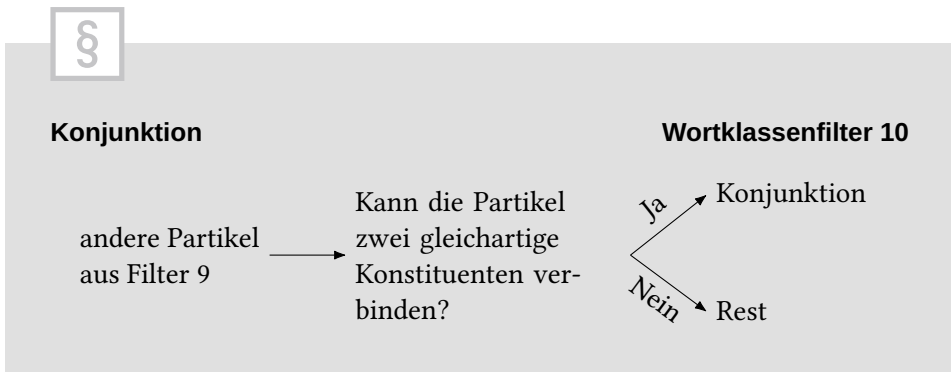 §
Konjunktion
Wortklassenfilter 10
andere Partikel
aus Filter 9
Kann die Partikel
zwei gleichartige
Konstituenten ver-
binden?
Ja
Konjunktion
Nein
Rest